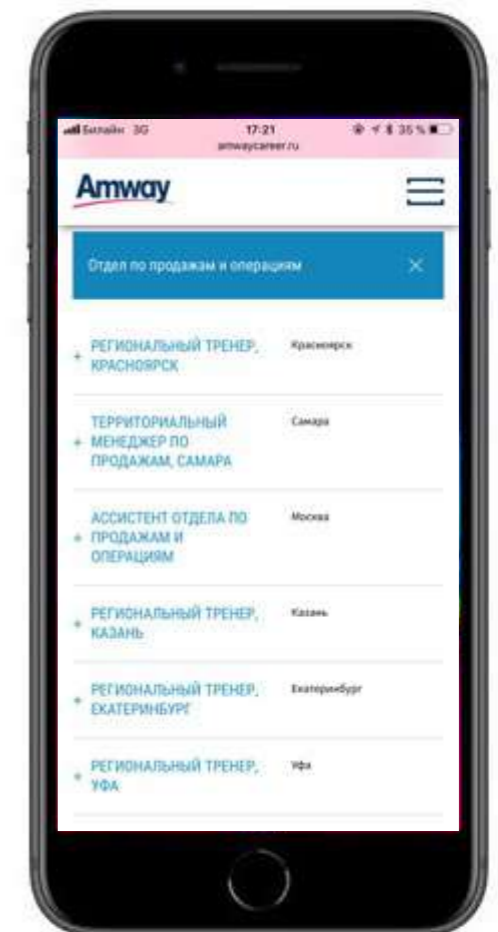 Билайн 3G 17:21 35 %
amwaycareer.ru
Amway
Отдел по продажам и операциям
+ РЕГИОНАЛЬНЫЙ ТРЕНЕР, Красноярск
КРАСНОЯРСК
ТЕРРИТОРИАЛЬНЫЙ Самара
+ МЕНЕДЖЕР ПО
ПРОДАЖАМ, САМАРА
АССИСТЕНТ ОТДЕЛА ПО Москва
+ ПРОДАЖАМ И
ОПЕРАЦИЯМ
+ РЕГИОНАЛЬНЫЙ ТРЕНЕР, Казань
КАЗАНЬ
+ РЕГИОНАЛЬНЫЙ ТРЕНЕР, Екатеринбург
ЕКАТЕРИНБУРГ
+ РЕГИОНАЛЬНЫЙ ТРЕНЕР, Уфа
УФА